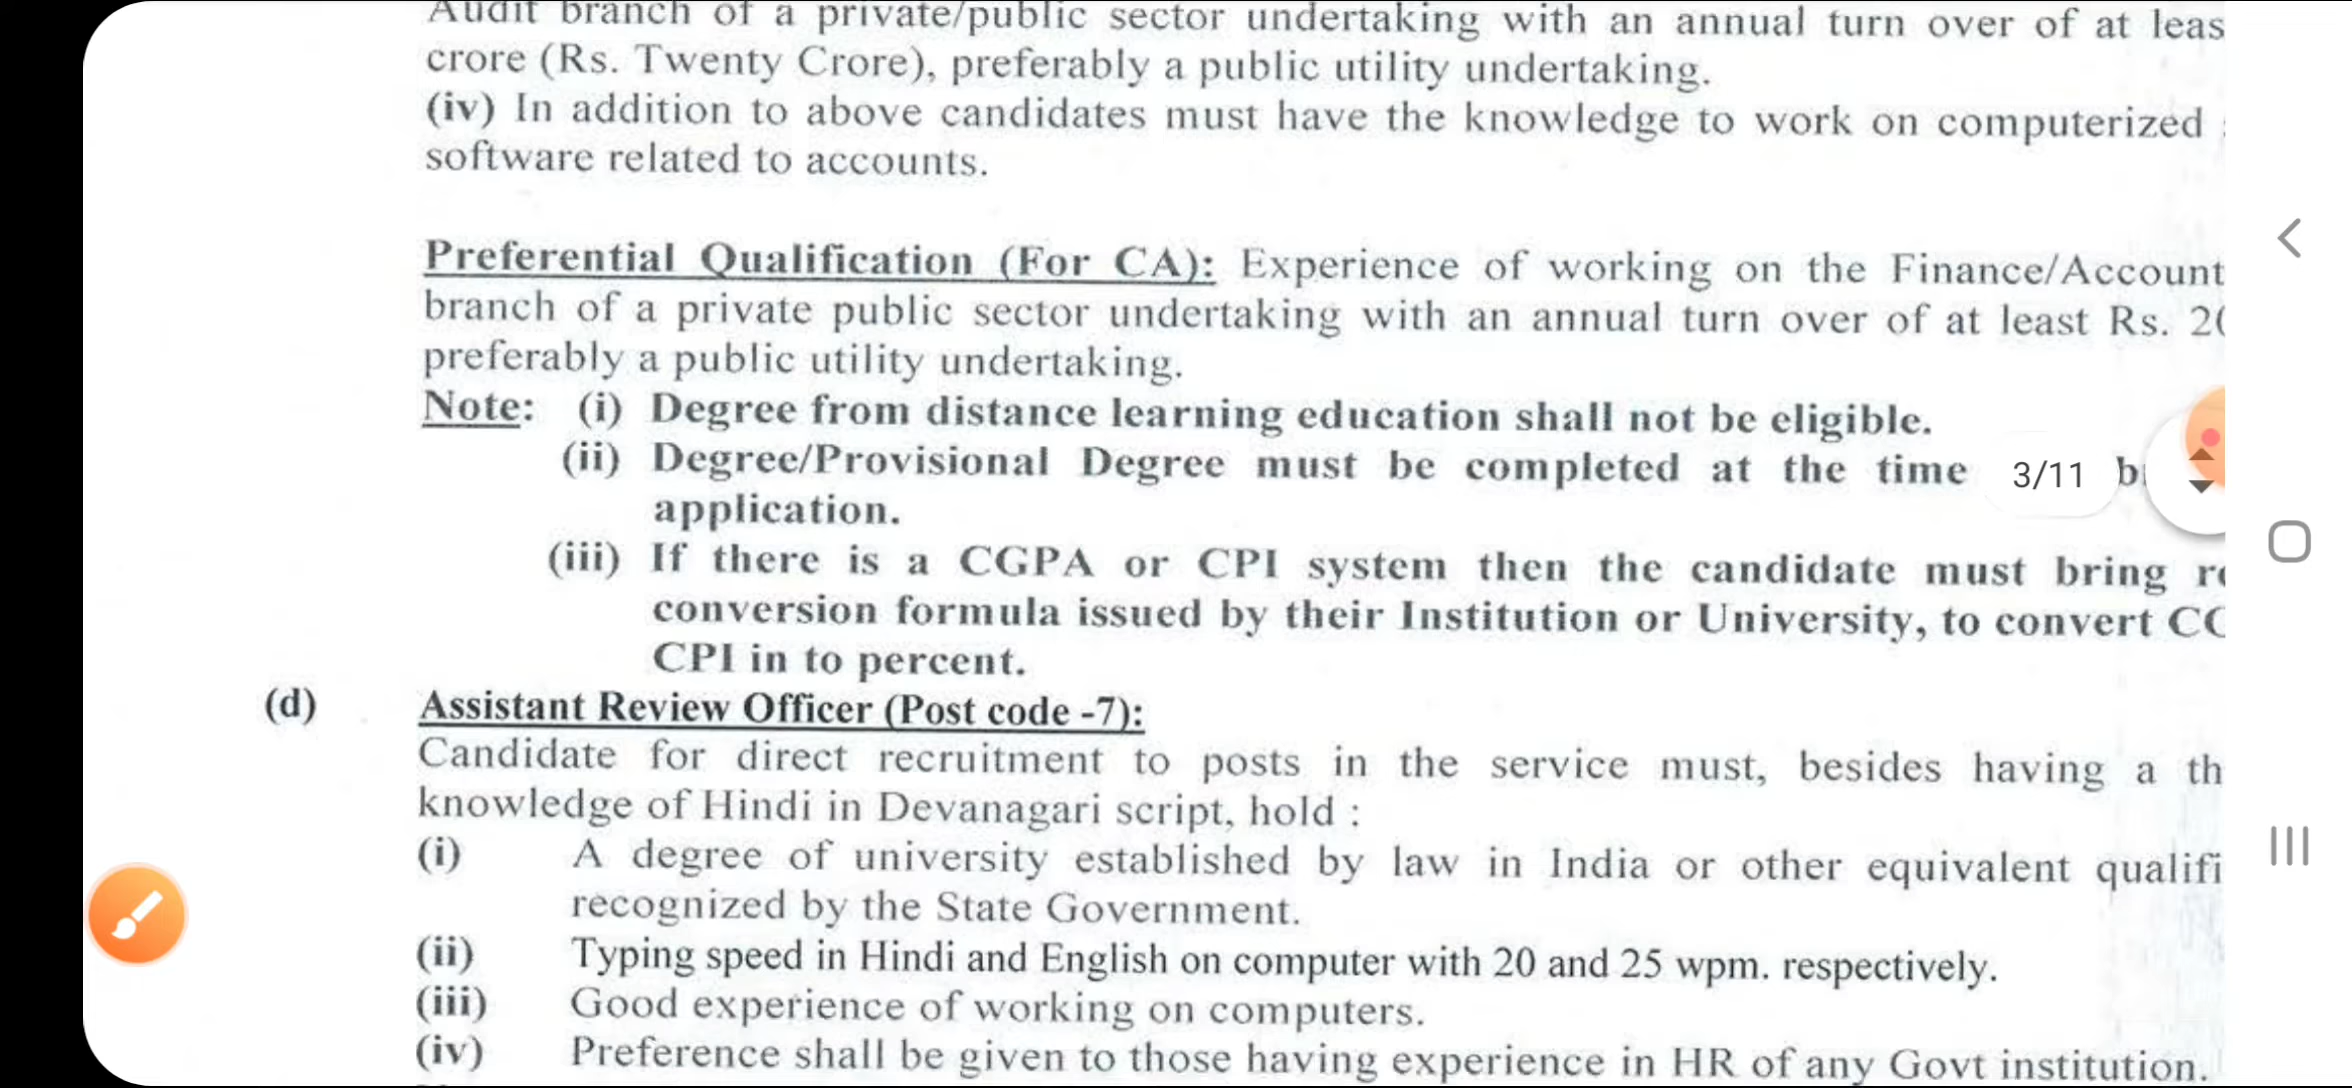 Audit branch of a private/public sector undertaking with an annual turn over of at
crore (Rs. Twenty Crore), preferably a public utility undertaking.
(iv) In addition to above candidates must have the knowledge to work on computerized
software related to accounts.
Preferential Qualification (For CA): Experience of working on the Finance/Account
branch of a private public sector undertaking with an annual turn over of at least Rs.
preferably a public utility undertaking.
Note: (i) Degree from distance learning education shall not be eligible.
(ii) Degree/Provisional Degree must be completed at the time
3/11
application.
(iii) If there is a CGPA or CPI system then the candidate must bring
conversion formula issued by their Institution or University, to convert
CPI in to percent.
(d) Assistant Review Officer (Post code -7):
Candidate for direct recruitment to posts in the service must, besides having a
knowledge of Hindi in Devanagari script, hold :
(i) A degree of university established by law in India or other equivalent
recognized by the State Government.
(ii) Typing speed in Hindi and English on computer with 20 and 25 wpm. respectively.
(iii) Good experience of working on computers.
(iv) Preference shall be given to those having experience in HR of any Govt institution.